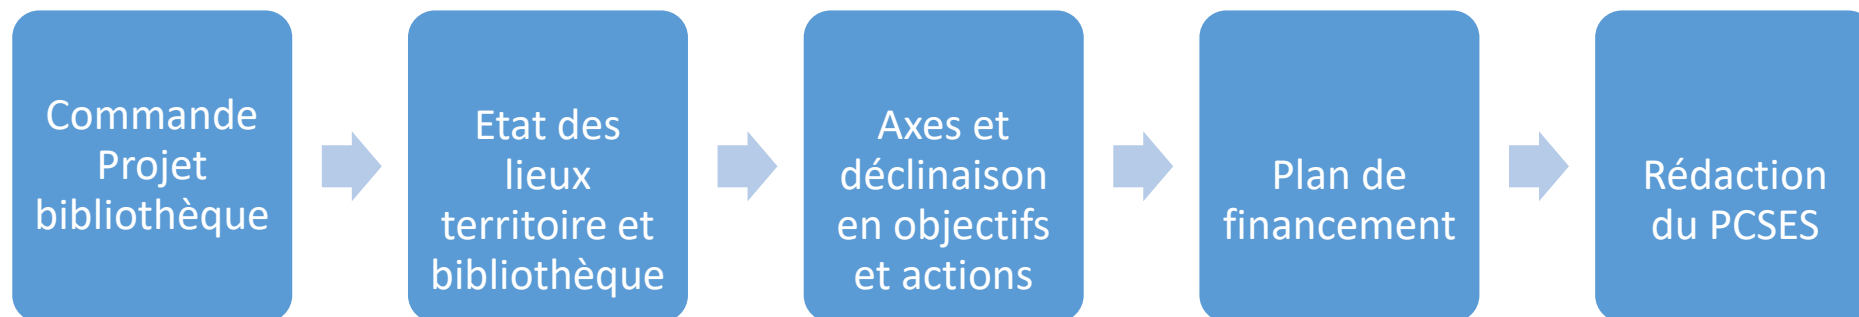 Commande
Projet
bibliothèque
Etat des
lieux
territoire et
bibliothèque
Axes et
déclinaison
en objectifs
et actions
Plan de
financement
Rédaction
du PCSES